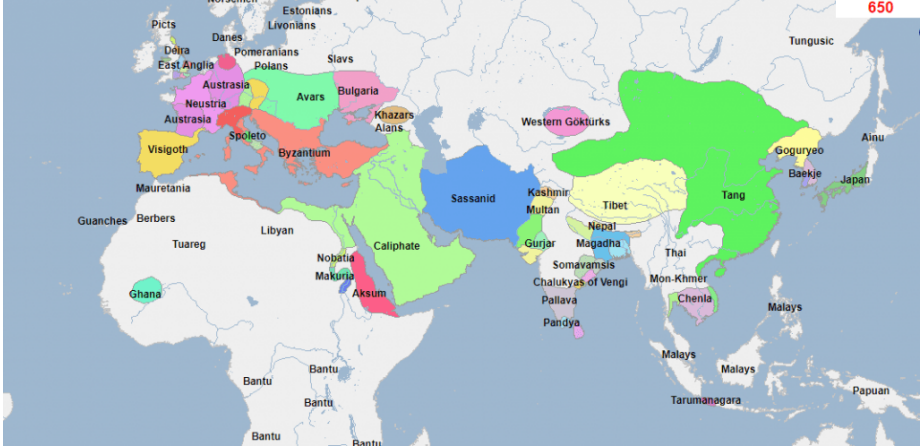 650
Norsemen
Estonians
Livonians
Picts
Danes
Deira
Pomeranians
East Anglia
Polans
Slavs
Tungusic
Austrasia
Avars
Bulgaria
Neustria
Austrasia
Khazars
Western Göktürks
Alans
Spoleto
Ainu
Visigoth
Byzantium
Goguryeo
Baekje
Japan
Mauretania
Sassanid
Kashmir
Tang
Multan
Tibet
Guanches
Berbers
Libyan
Nepal
Tuareg
Caliphate
Gurjar
Magadha
Thai
Nobatia
Somavamsis
Makuria
Chalukyas of Vengi
Mon-Khmer
Ghana
Aksum
Pallava
Chenla
Malays
Pandya
Malays
Bantu
Malays
Bantu
Papuan
Bantu
Tarumanagara
Bantu
Bantu